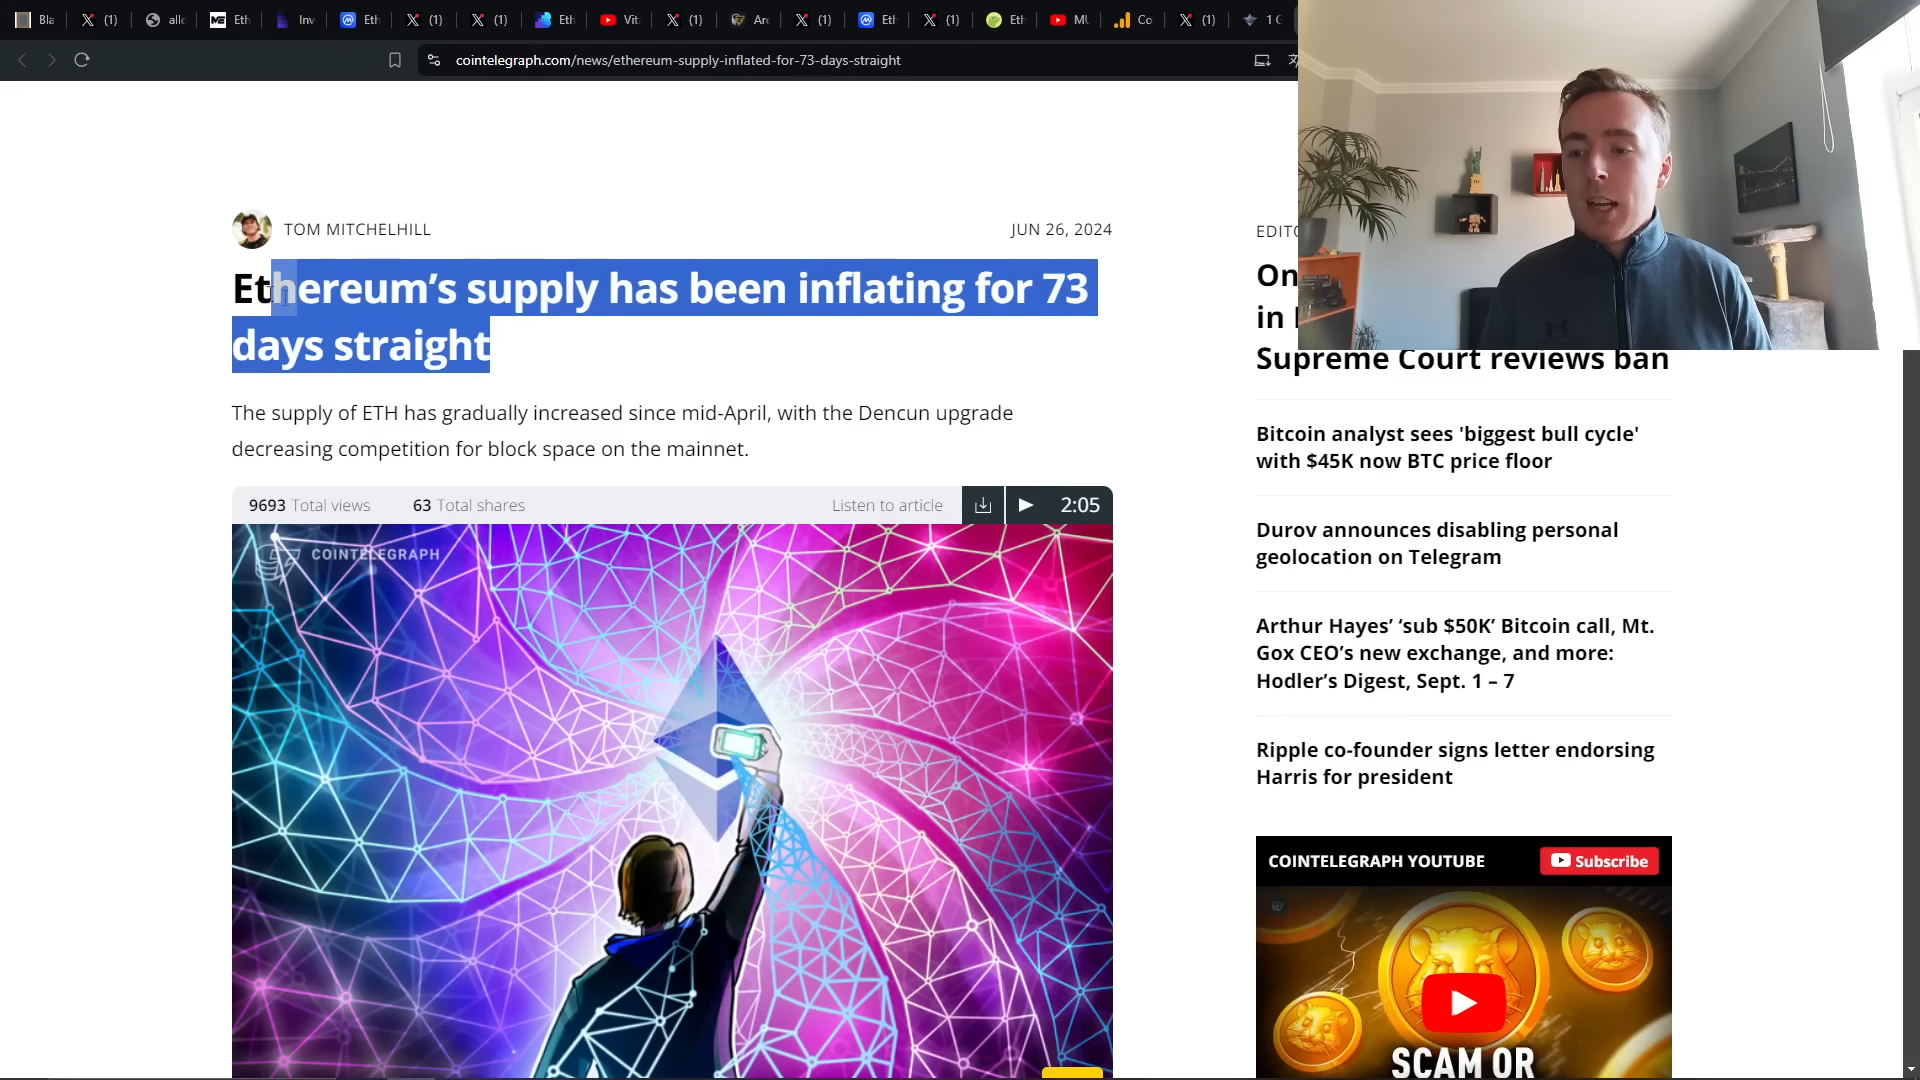 Bla
(1)
allc
Eth
Inv
Eth
(1)
(1)
Eth
Vit
(1)
Are
(1)
Eth
(1)
Eth
MU
Co
(1)
1 C
cointelegraph.com/news/ethereum-supply-inflated-for-73-days-straight
TOM MITCHELHILL
JUN 26, 2024
Ethereum’s supply has been inflating for 73
days straight
The supply of ETH has gradually increased since mid-April, with the Dencun upgrade
decreasing competition for block space on the mainnet.
9693 Total views
63 Total shares
Listen to article
2:05
COINTELEGRAPH
EDITO
On
in
Supreme Court reviews ban
Bitcoin analyst sees 'biggest bull cycle'
with $45K now BTC price floor
Durov announces disabling personal
geolocation on Telegram
Arthur Hayes’ ‘sub $50K’ Bitcoin call, Mt.
Gox CEO’s new exchange, and more:
Hodler’s Digest, Sept. 1 – 7
Ripple co-founder signs letter endorsing
Harris for president
COINTELEGRAPH YOUTUBE
Subscribe
SCAM OR